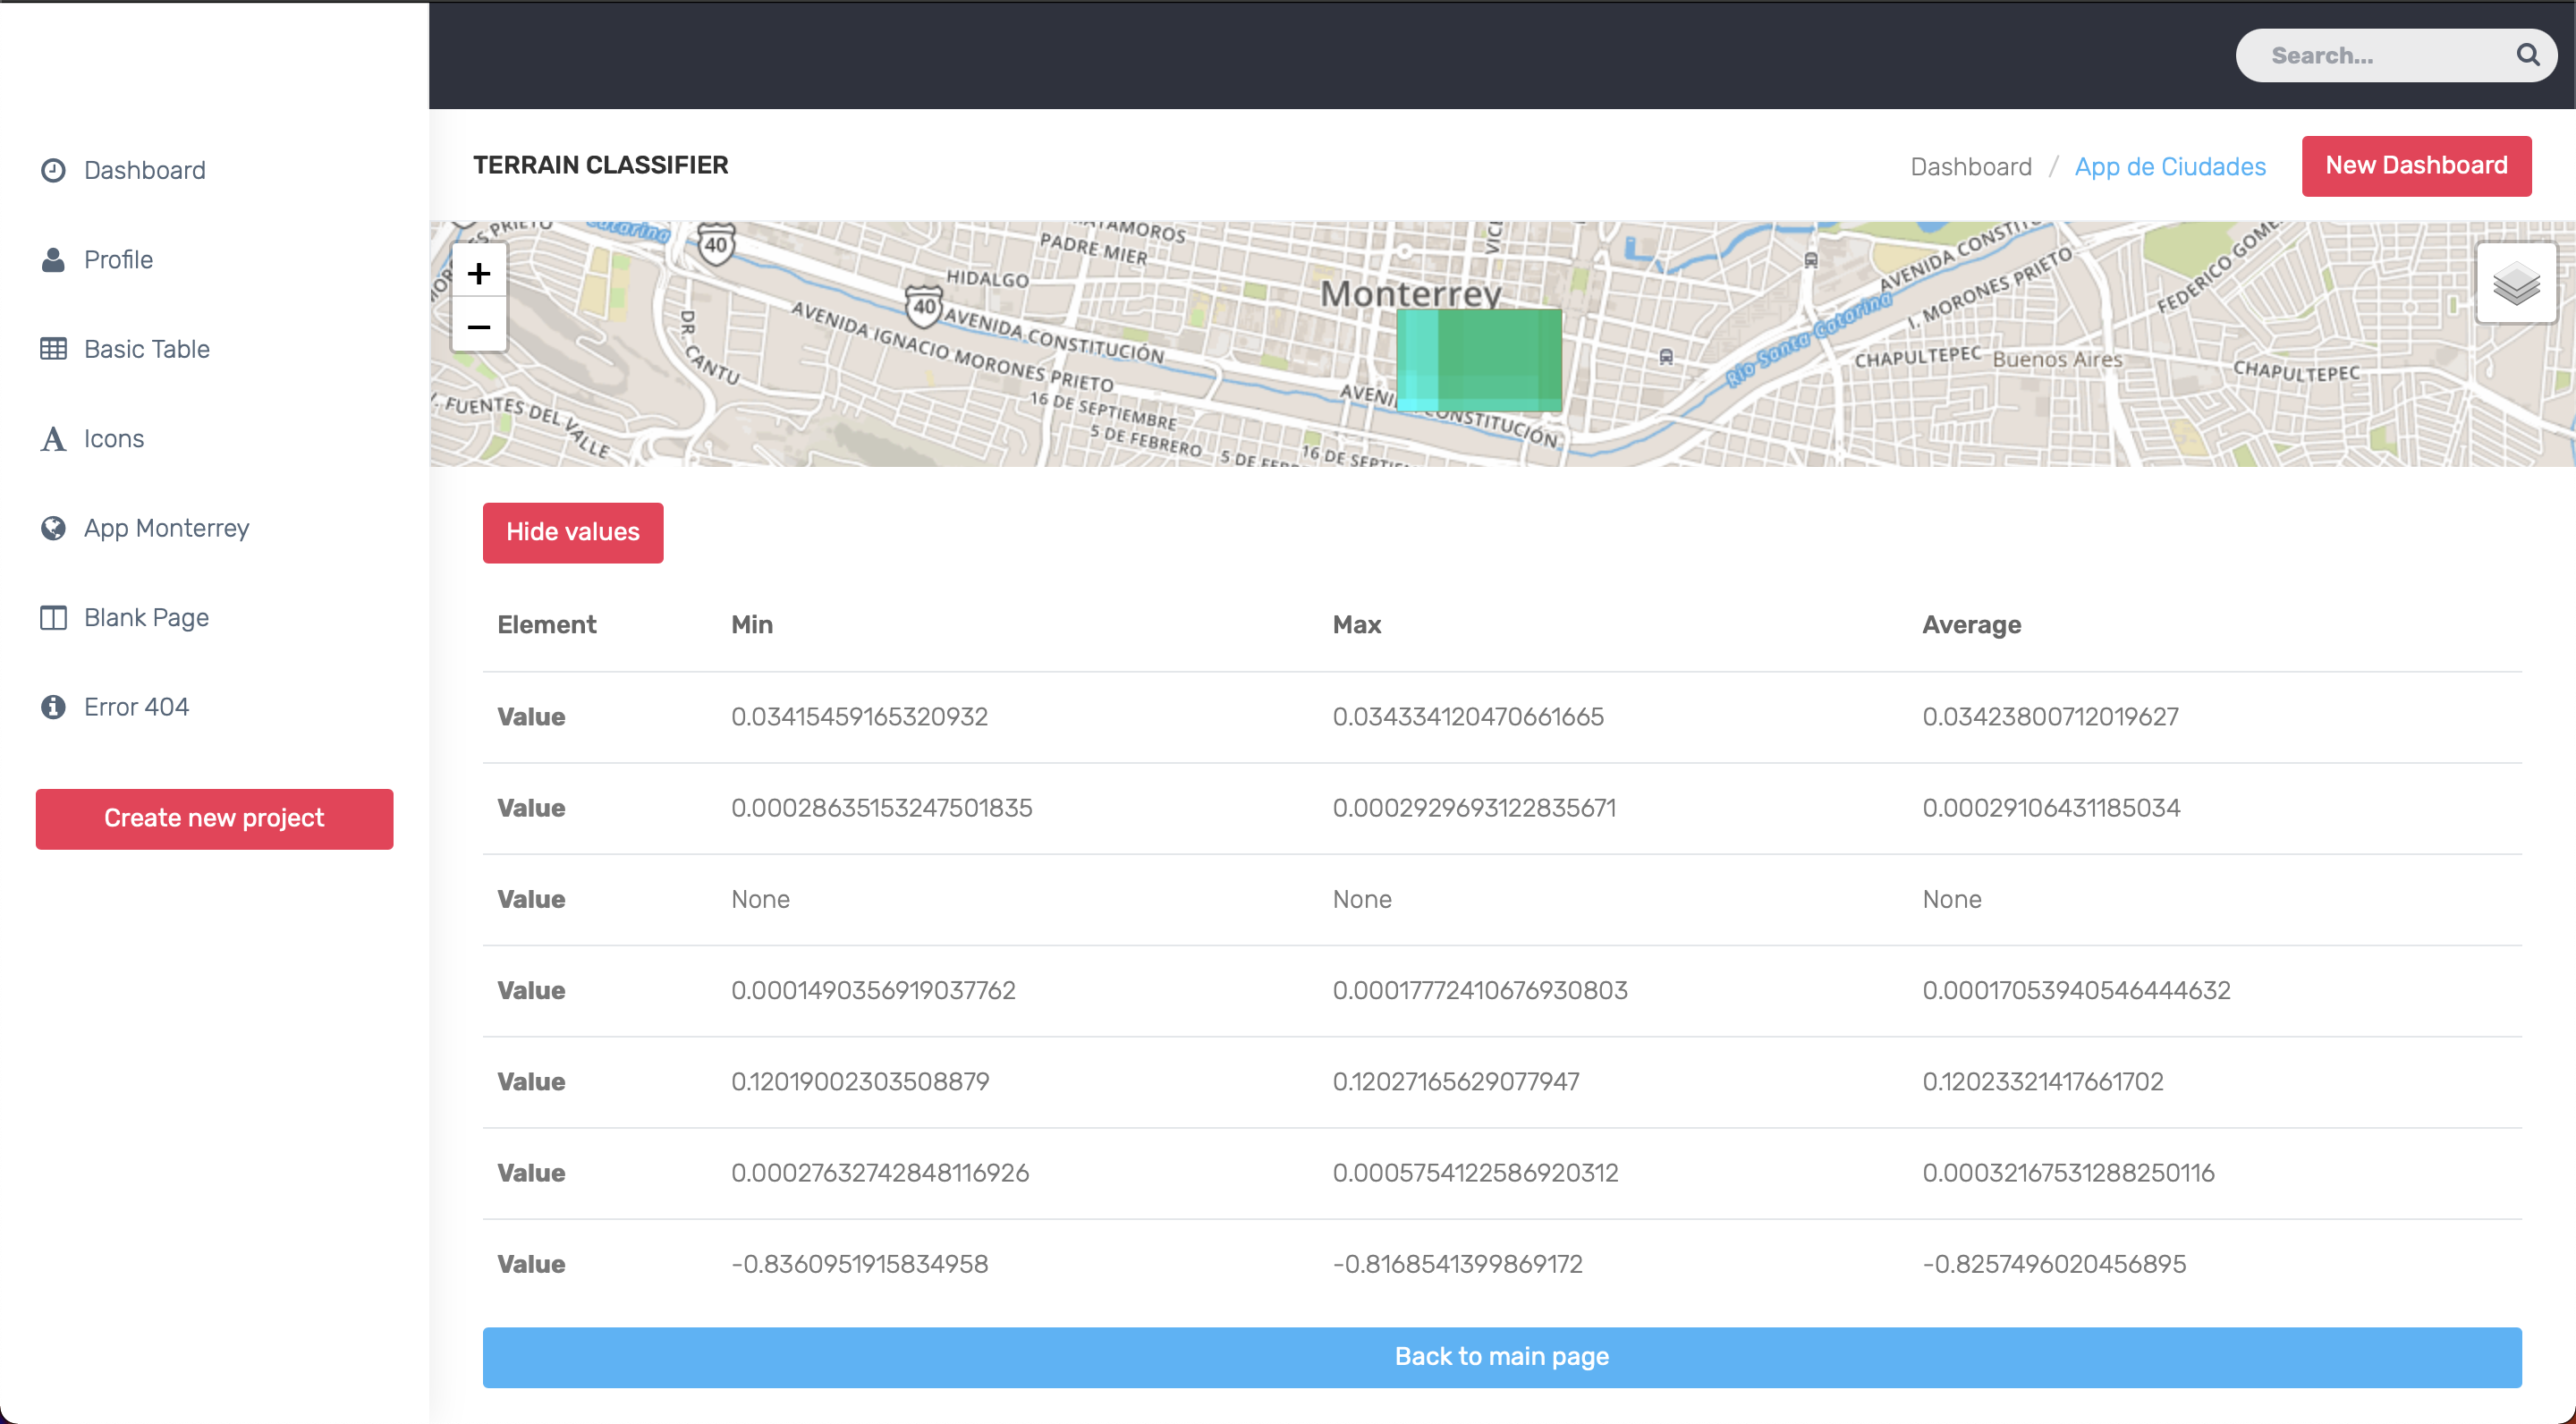 Search...
Dashboard
Profile
Basic Table
Icons
App Monterrey
Blank Page
Error 404
Create new project
TERRAIN CLASSIFIER
Dashboard / App de Ciudades
New Dashboard
+
−
Catarina
40
40
PADRE MIER
HIDALGO
DR. CANTU
AVENIDA CONSTITUCIÓN
AVENIDA IGNACIO MORONES PRIETO
16 DE SEPTIEMBRE
5 DE FEBRERO
FUENTES DEL VALLE
Monterrey
CONSTITUCIÓN
Río Santa Catarina
AVENIDA CONSTITU
I. MORONES PRIETO
FEDERICO GOME
CHAPULTEPEC
Buenos Aires
CHAPULTEPEC
Hide values
Element Min Max Average
Value 0.03415459165320932 0.034334120470661665 0.03423800712019627
Value 0.00028635153247501835 0.0002929693122835671 0.00029106431185034
Value None None None
Value 0.0001490356919037762 0.00017772410676930803 0.00017053940546444632
Value 0.12019002303508879 0.12027165629077947 0.12023321417661702
Value 0.00027632742848116926 0.0005754122586920312 0.00032167531288250116
Value -0.8360951915834958 -0.8168541399869172 -0.8257496020456895
Back to main page